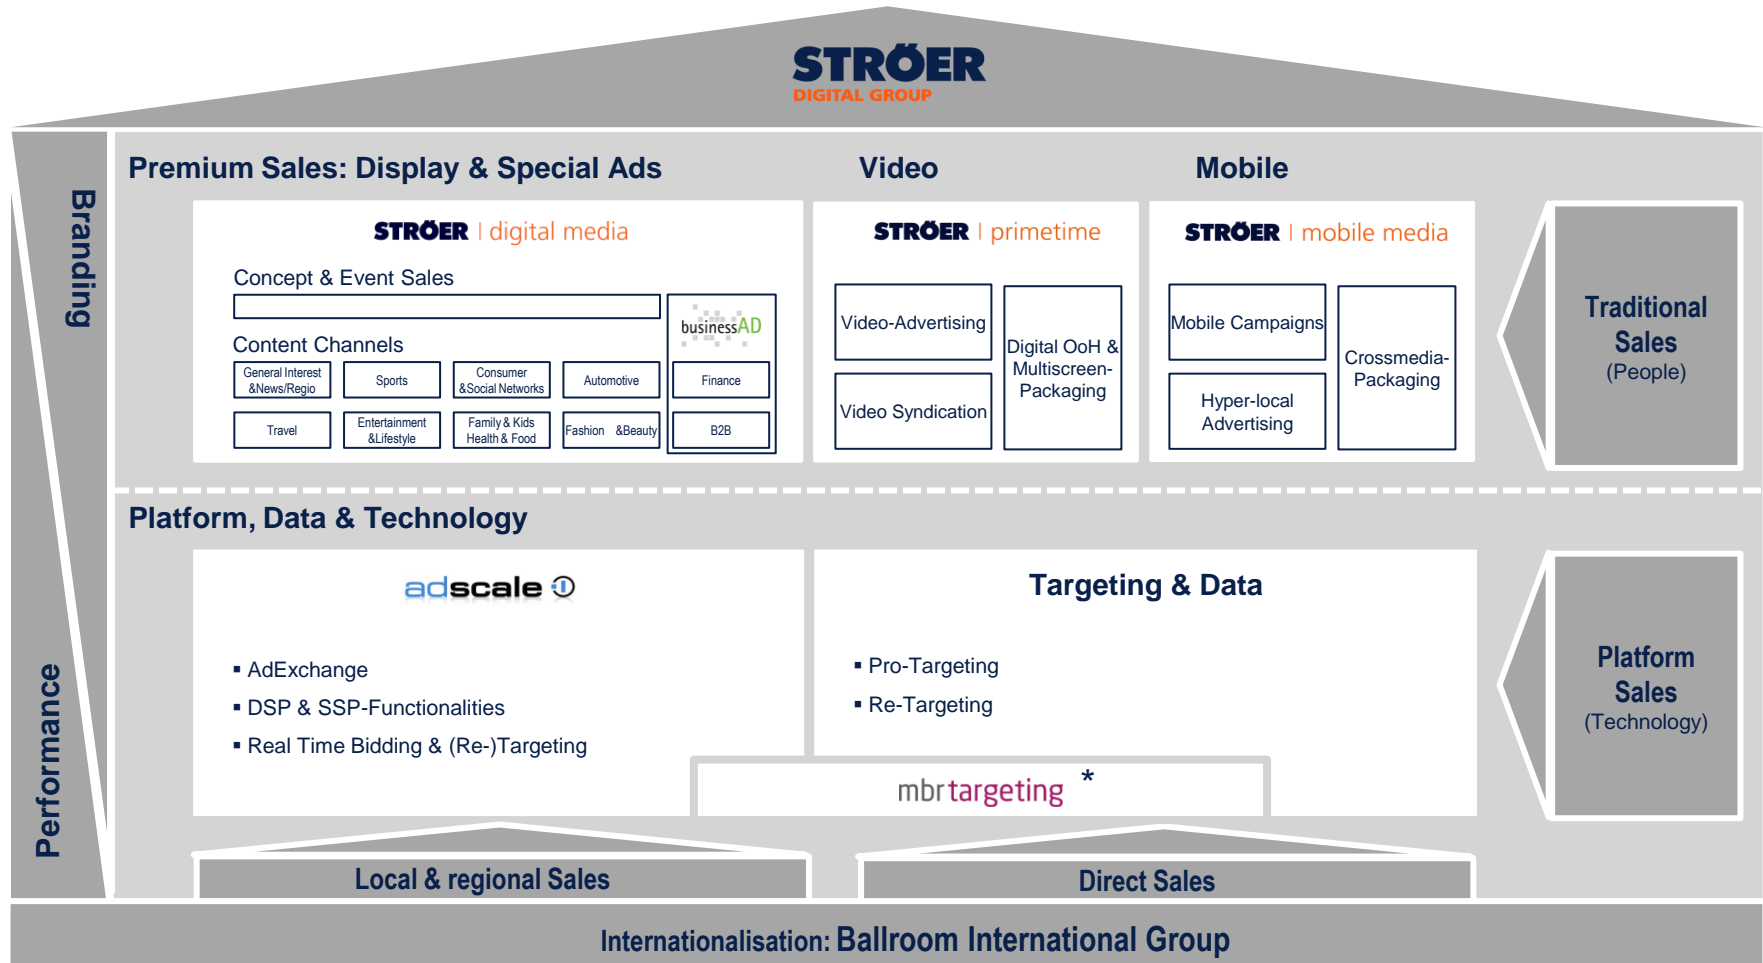 STRÖER
DIGITAL GROUP
Branding
Performance
Premium Sales: Display & Special Ads
STRÖER | digital media
Concept & Event Sales
Content Channels
General Interest
&News/Regio
Sports
Consumer
&Social Networks
Automotive
Travel
Entertainment
&Lifestyle
Family & Kids
Health & Food
Fashion &Beauty
businessAD
Finance
B2B
Video
STRÖER | primetime
Video-Advertising
Video Syndication
Digital OoH &
Multiscreen-
Packaging
Mobile
STRÖER | mobile media
Mobile Campaigns
Hyper-local
Advertising
Crossmedia-
Packaging
Traditional
Sales
(People)
Platform, Data & Technology
adscale
▪ AdExchange
▪ DSP & SSP-Functionalities
▪ Real Time Bidding & (Re-)Targeting
Targeting & Data
▪ Pro-Targeting
▪ Re-Targeting
mbrtargeting *
Platform
Sales
(Technology)
Local & regional Sales
Direct Sales
Internationalisation: Ballroom International Group